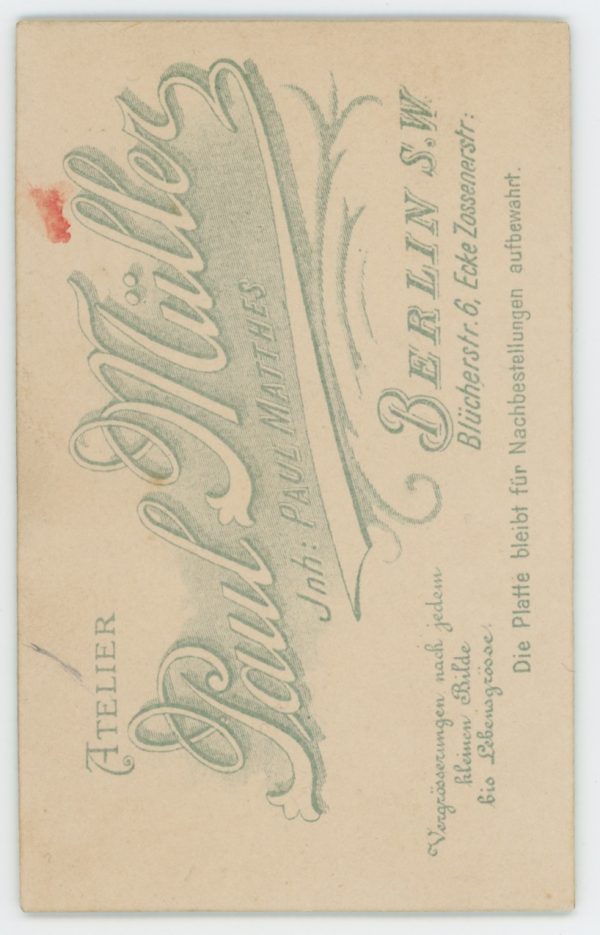 ATELIER
Paul Müller
Jnh: PAUL MATTHES
BERLIN S.W.
Blücherstr. 6, Ecke Zossenerstr:
Vergrösserungen nach jedem
kleinen Bilde
bis Lebensgrösse.
Die Platte bleibt für Nachbestellungen aufbewahrt.